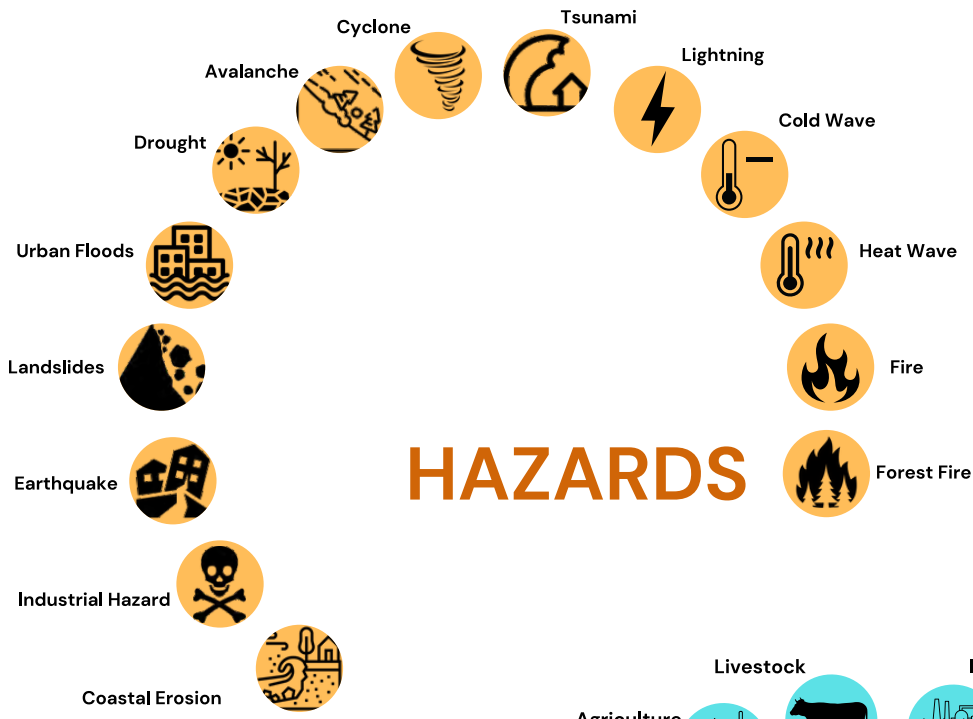 Tsunami
Cyclone
Lightning
Avalanche
Cold Wave
Drought
Urban Floods
Heat Wave
Landslides
Fire
HAZARDS
Forest Fire
Earthquake
Industrial Hazard
Livestock
Coastal Erosion
Agriculture